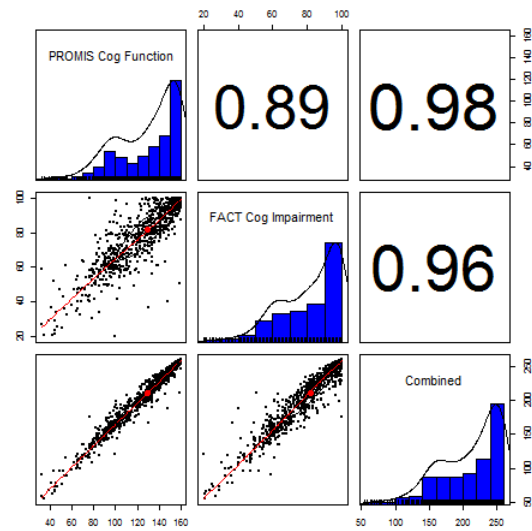 20 40 60 80 100
PROMIS Cog Function
0.89
0.98
40 60 80 100 120 140 160
20 40 60 80 100
FACT Cog Impairment
0.96
Combined
50 100 150 200 250
40 60 80 100 120 140 160
50 100 150 200 250